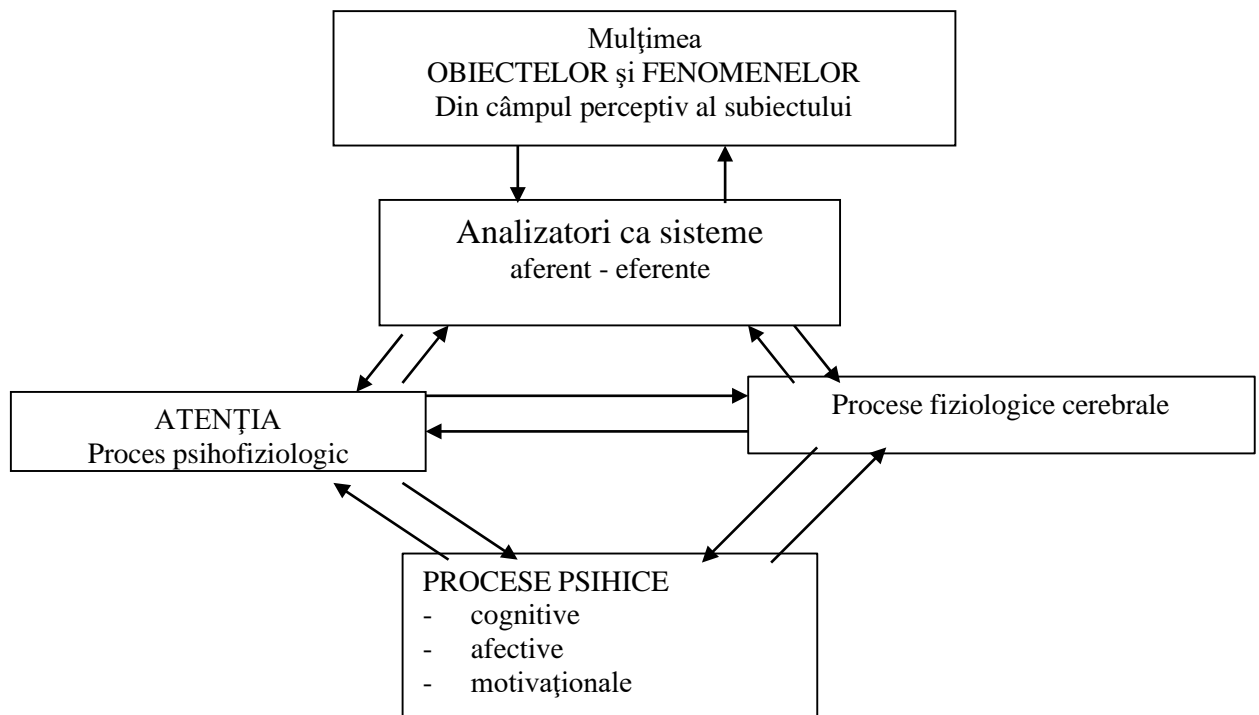 Mulţimea
OBIECTELOR şi FENOMENELOR
Din câmpul perceptiv al subiectului
Analizatori ca sisteme
aferent - eferente
ATENŢIA
Proces psihofiziologic
Procese fiziologice cerebrale
PROCESE PSIHICE
- cognitive
- afective
- motivaţionale